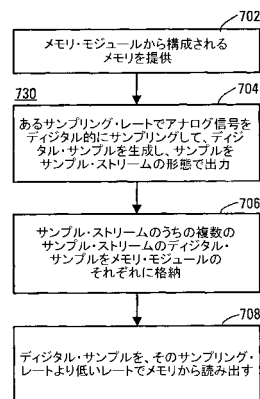 702
メモリ・モジュールから構成される
メモリを提供
730
704
あるサンプリング・レートでアナログ信号を
ディジタル的にサンプリングして、ディジ
タル・サンプルを生成し、サンプルを
サンプル・ストリームの形態で出力
706
サンプル・ストリームのうちの複数の
サンプル・ストリームのディジタル・
サンプルをメモリ・モジュールの
それぞれに格納
708
ディジタル・サンプルを、そのサンプリング・
レートより低いレートでメモリから読み出す